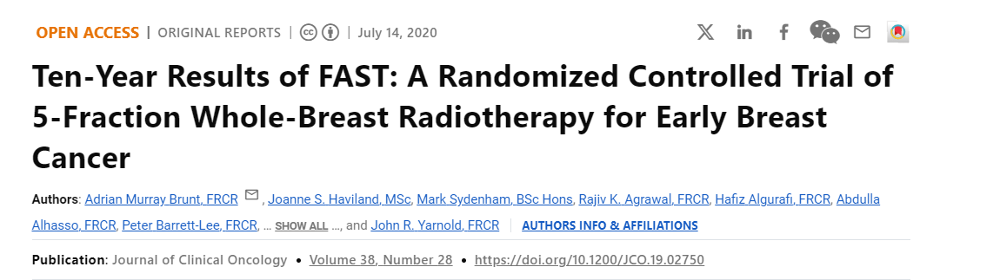 OPEN ACCESS | ORIGINAL REPORTS | July 14, 2020
Ten-Year Results of FAST: A Randomized Controlled Trial of
5-Fraction Whole-Breast Radiotherapy for Early Breast
Cancer
Authors: Adrian Murray Brunt, FRCR , Joanne S. Haviland, MSc, Mark Sydenham, BSc Hons, Rajiv K. Agrawal, FRCR, Hafiz Algurafi, FRCR, Abdulla
Alhasso, FRCR, Peter Barrett-Lee, FRCR, ... SHOW ALL ..., and John R. Yarnold, FRCR | AUTHORS INFO & AFFILIATIONS
Publication: Journal of Clinical Oncology • Volume 38, Number 28 • https://doi.org/10.1200/JCO.19.02750